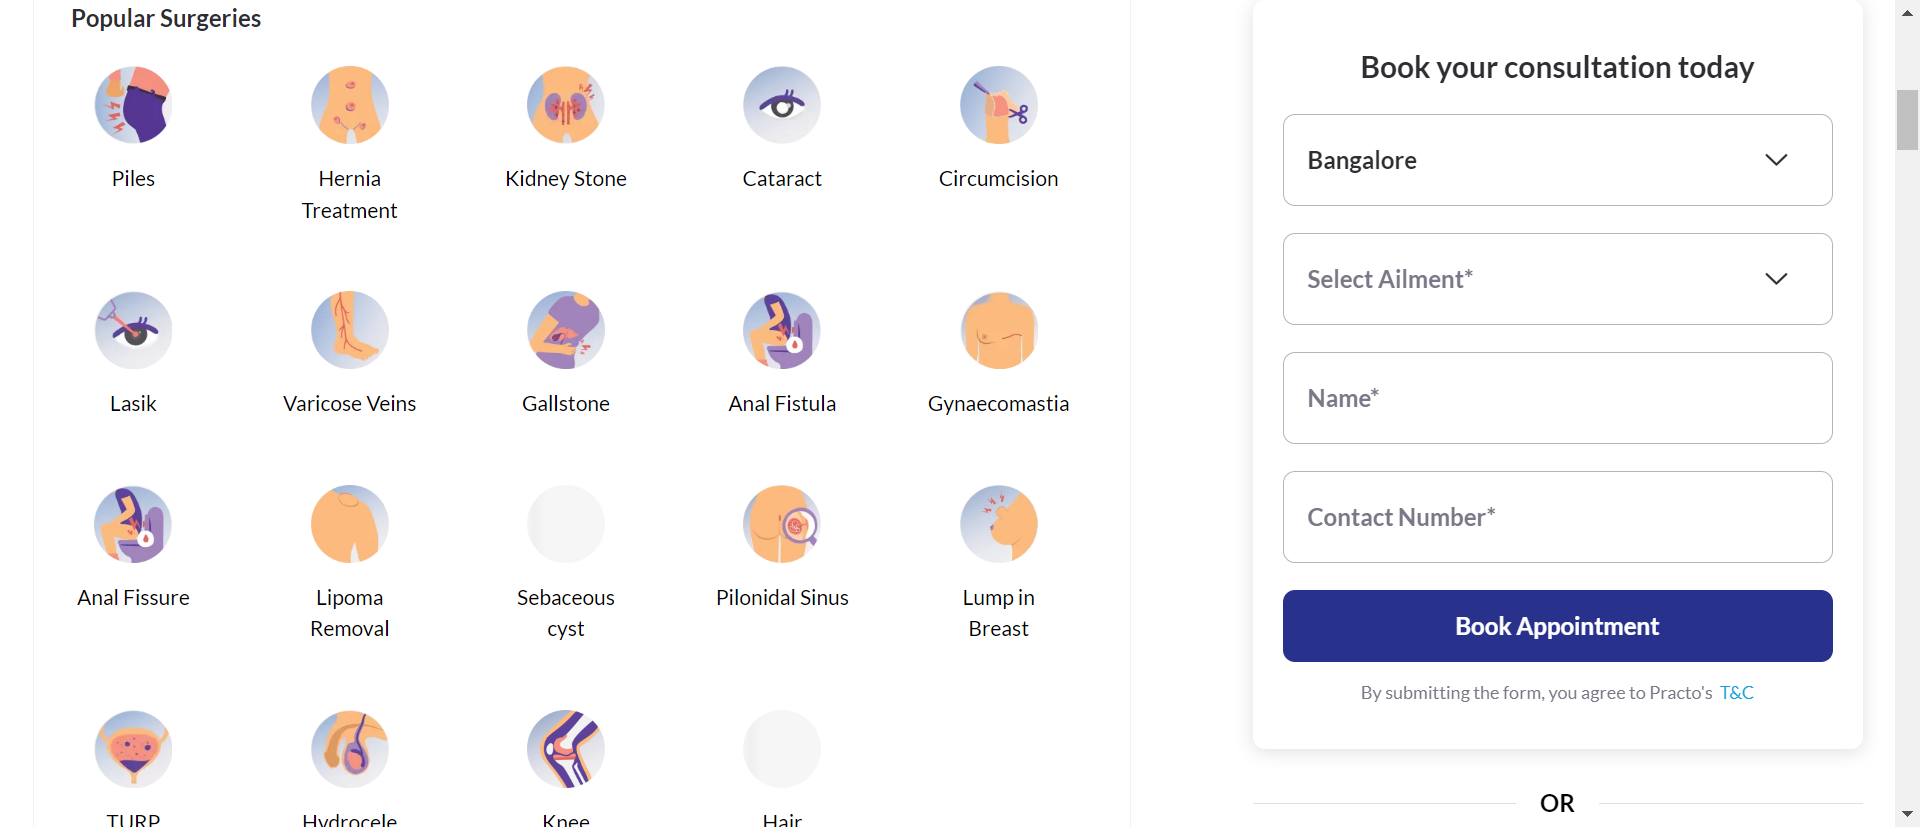 Popular Surgeries
Piles
Hernia
Treatment
Kidney Stone
Cataract
Circumcision
Lasik
Varicose Veins
Gallstone
Anal Fistula
Gynaecomastia
Anal Fissure
Lipoma
Removal
Sebaceous
cyst
Pilonidal Sinus
Lump in
Breast
TURP
Hydrocele
Knee
Hair
Book your consultation today
Bangalore
Select Ailment*
Name*
Contact Number*
Book Appointment
By submitting the form, you agree to Practo's T&C
OR